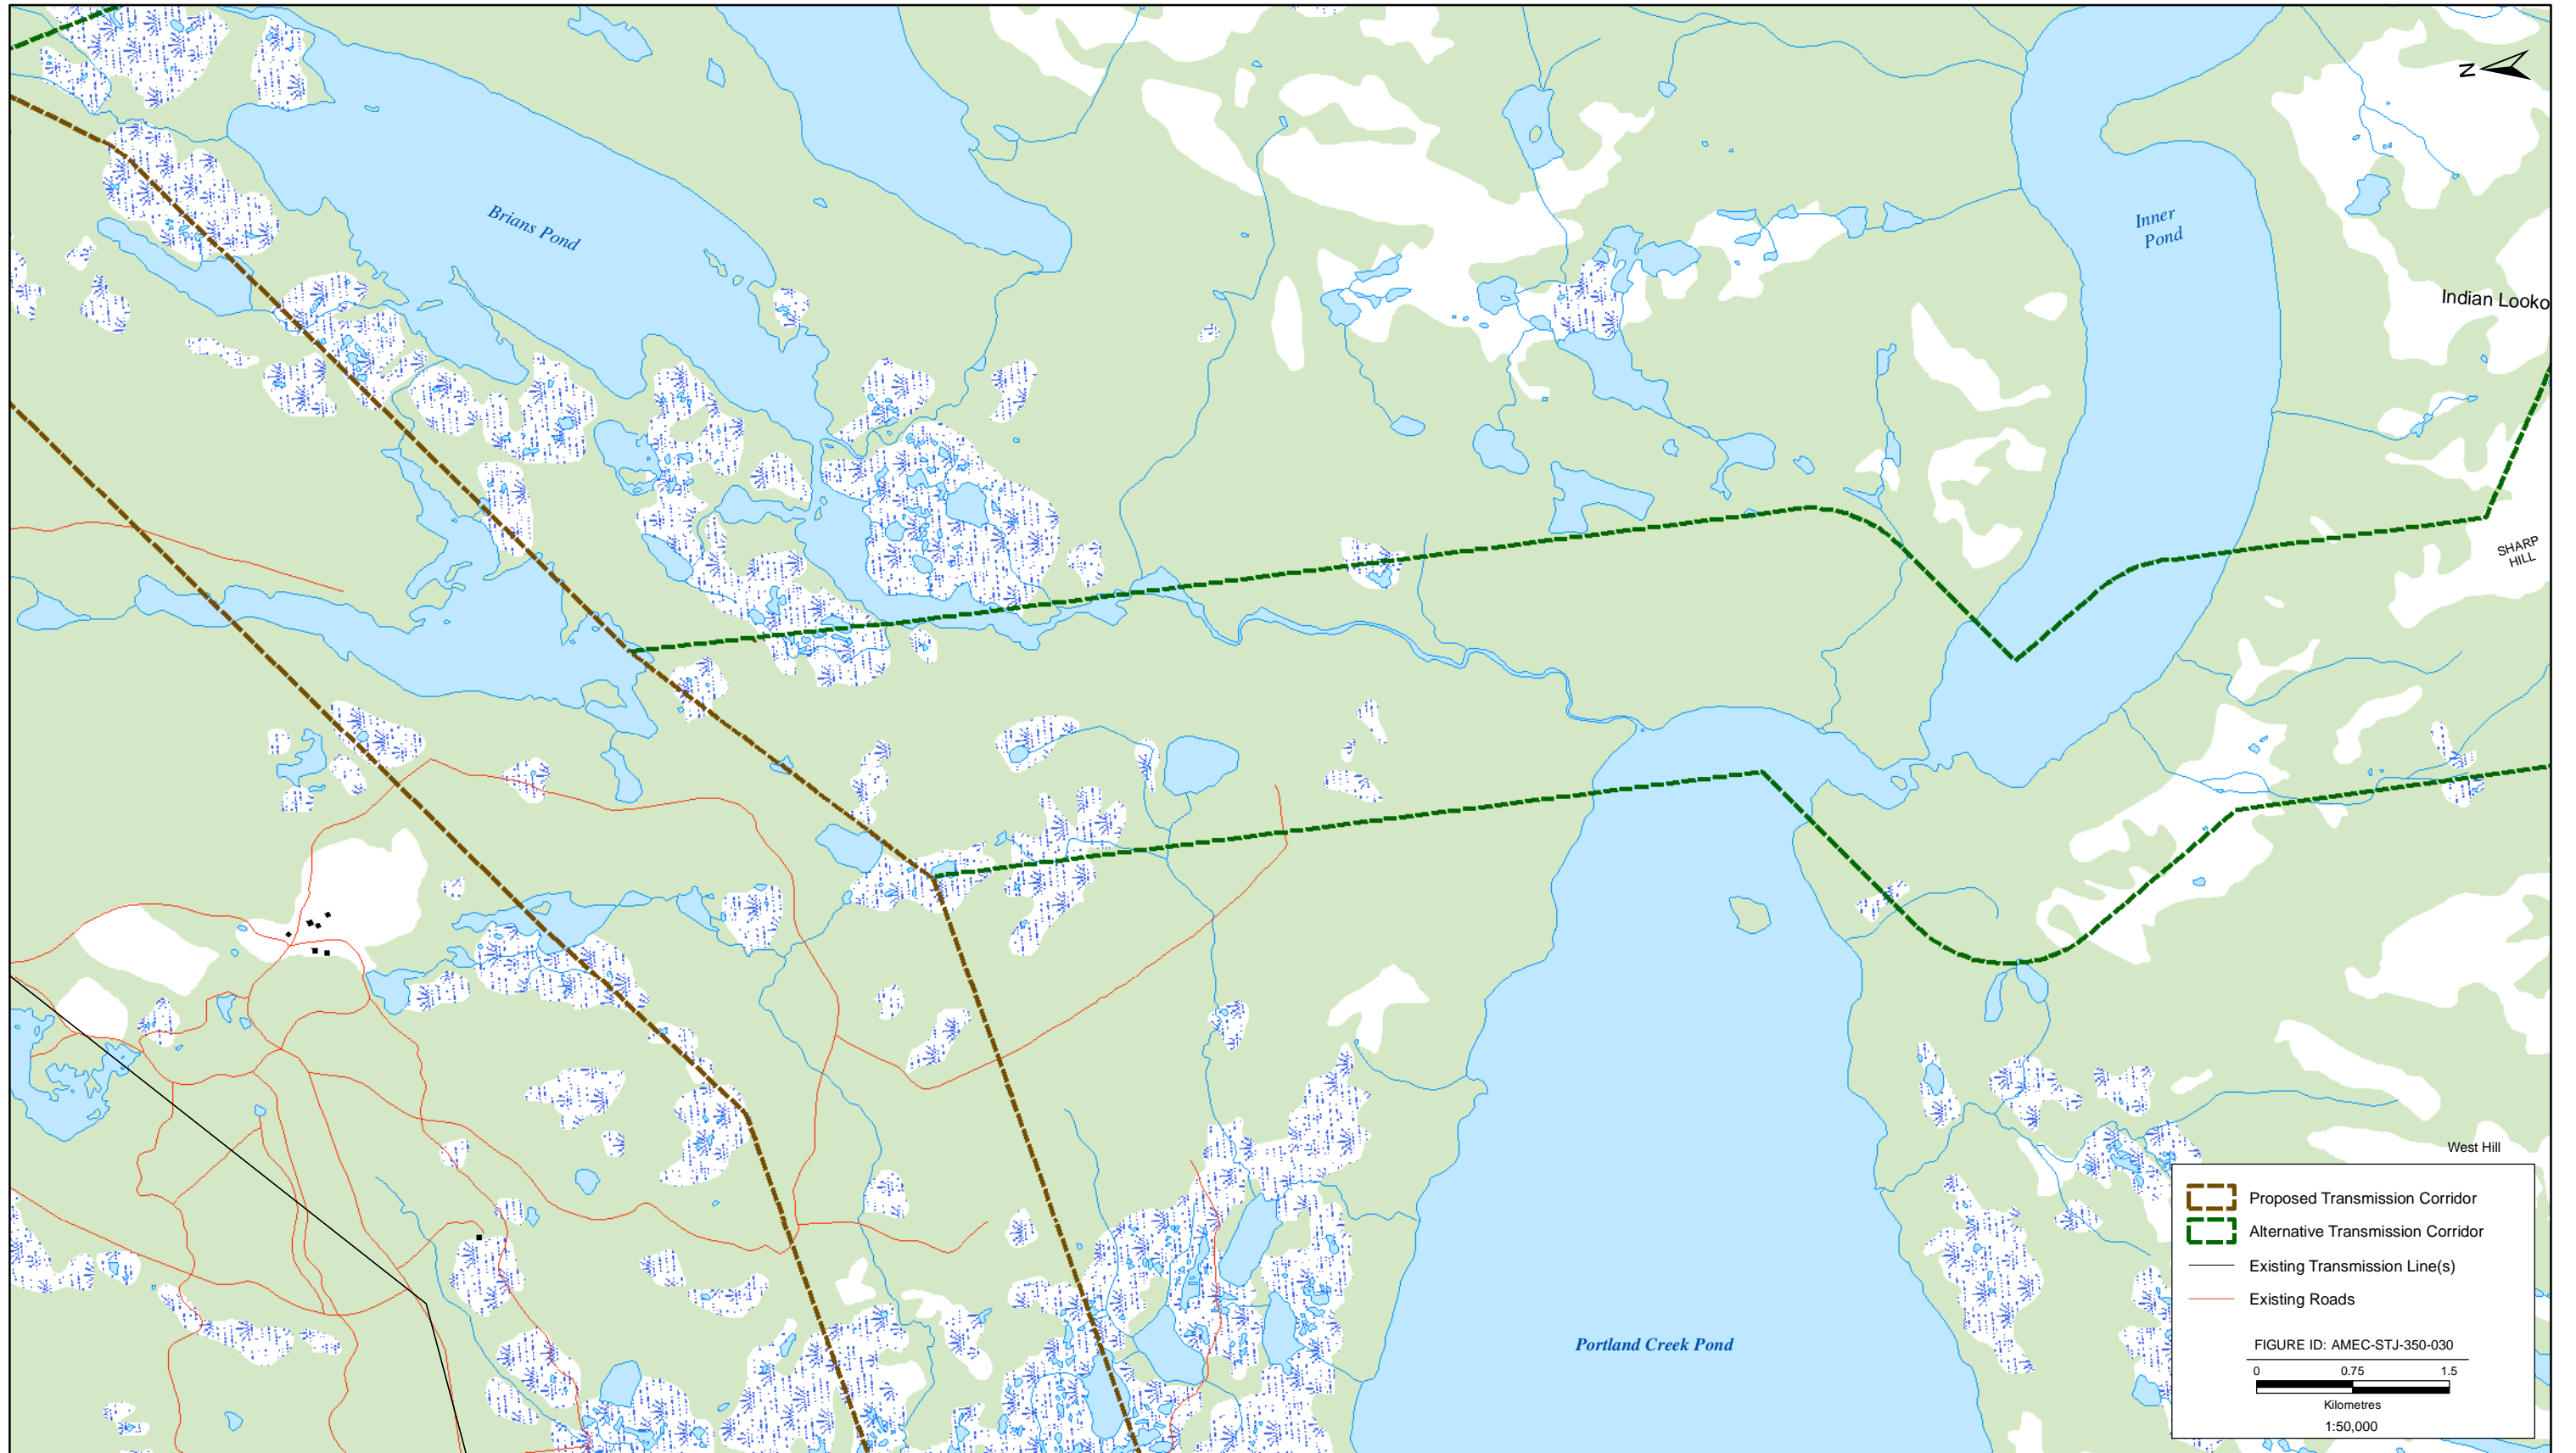 N
Brians Pond
Inner
Pond
Indian Looko
SHARP
HILL
West Hill
Portland Creek Pond
Proposed Transmission Corridor
Alternative Transmission Corridor
Existing Transmission Line(s)
Existing Roads
FIGURE ID: AMEC-STJ-350-030
0 0.75 1.5
Kilometres
1:50,000